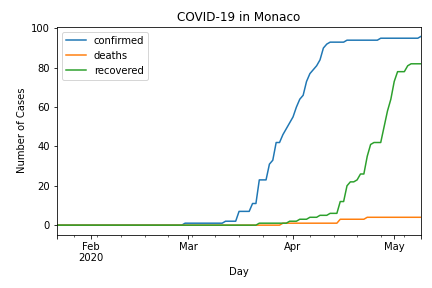 COVID-19 in Monaco
confirmed
deaths
recovered
Number of Cases
100
80
60
40
20
0
Feb
2020
Mar
Apr
May
Day